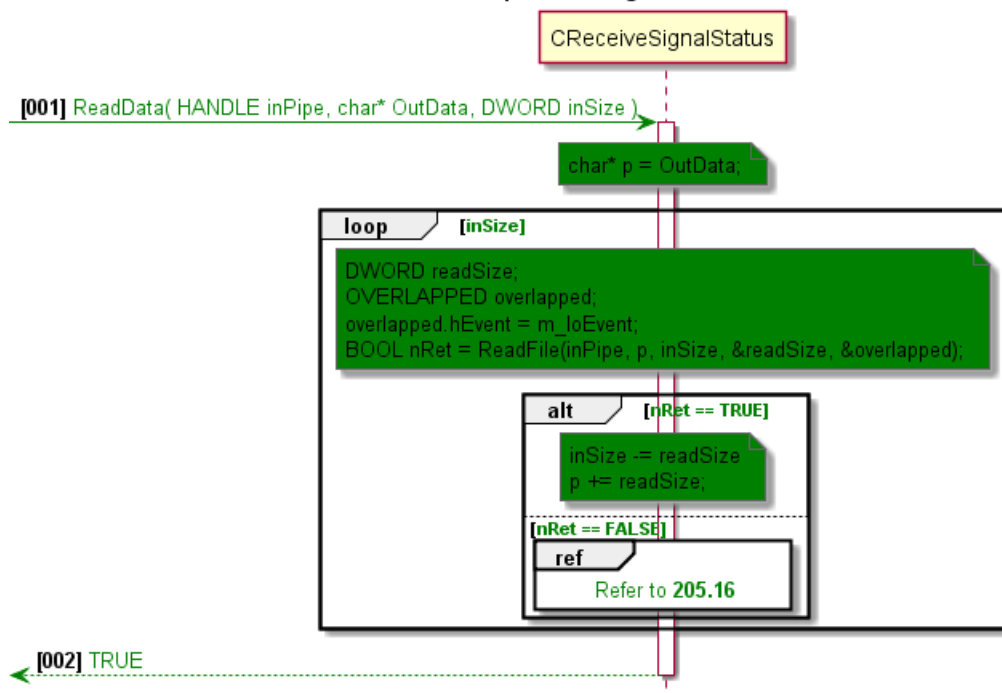 CReceiveSignalStatus
[001] ReadData( HANDLE inPipe, char* OutData, DWORD inSize )
char* p = OutData;
loop [inSize]
DWORD readSize;
OVERLAPPED overlapped;
overlapped.hEvent = m_IoEvent;
BOOL nRet = ReadFile(inPipe, p, inSize, &readSize, &overlapped);
alt [nRet == TRUE]
inSize -= readSize
p += readSize;
[nRet == FALSE]
ref
Refer to 205.16
[002] TRUE